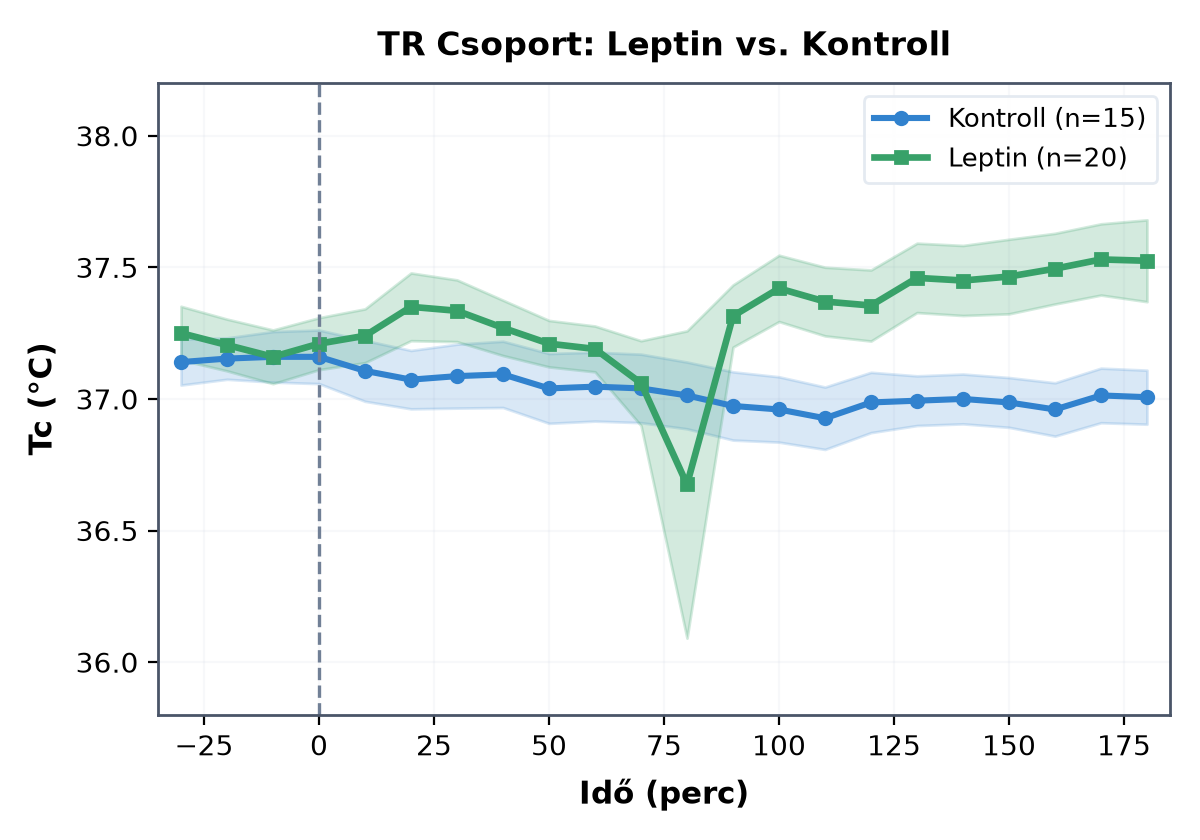 TR Csoport: Leptin vs. Kontroll
Kontroll (n=15)
Leptin (n=20)
Tc (°C)
38.0
37.5
37.0
36.5
36.0
−25 0 25 50 75 100 125 150 175
Idő (perc)